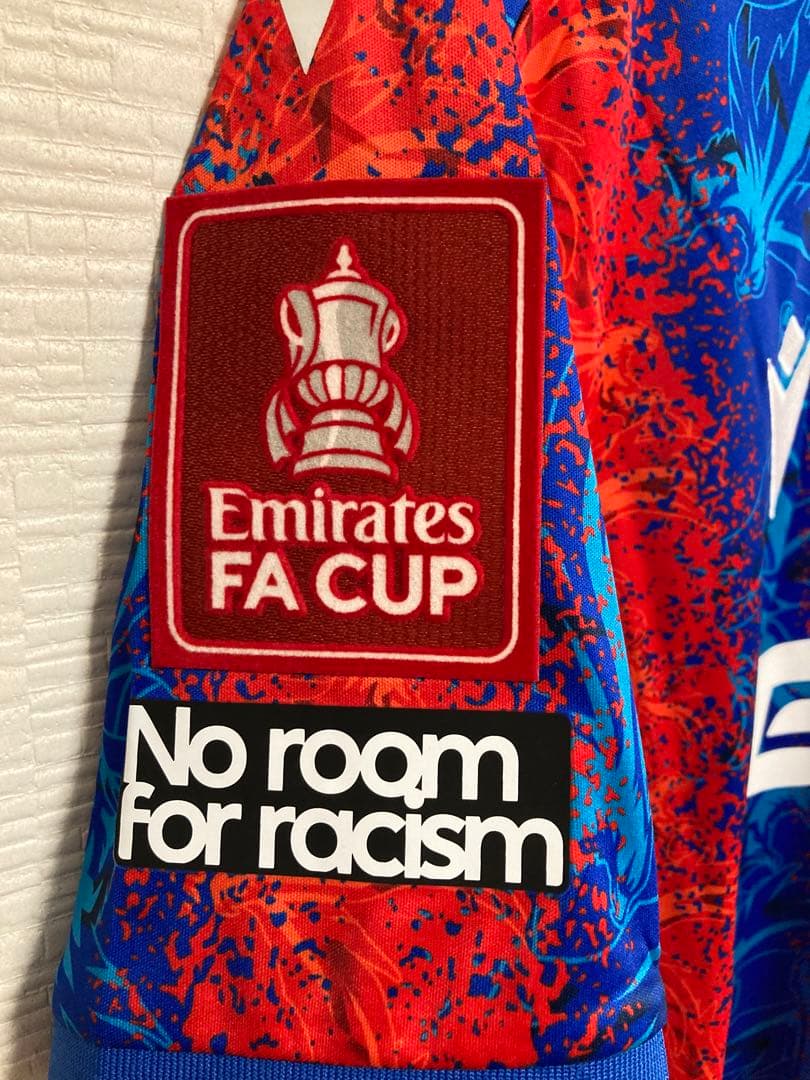 Emirates
FA CUP
No room
for racism